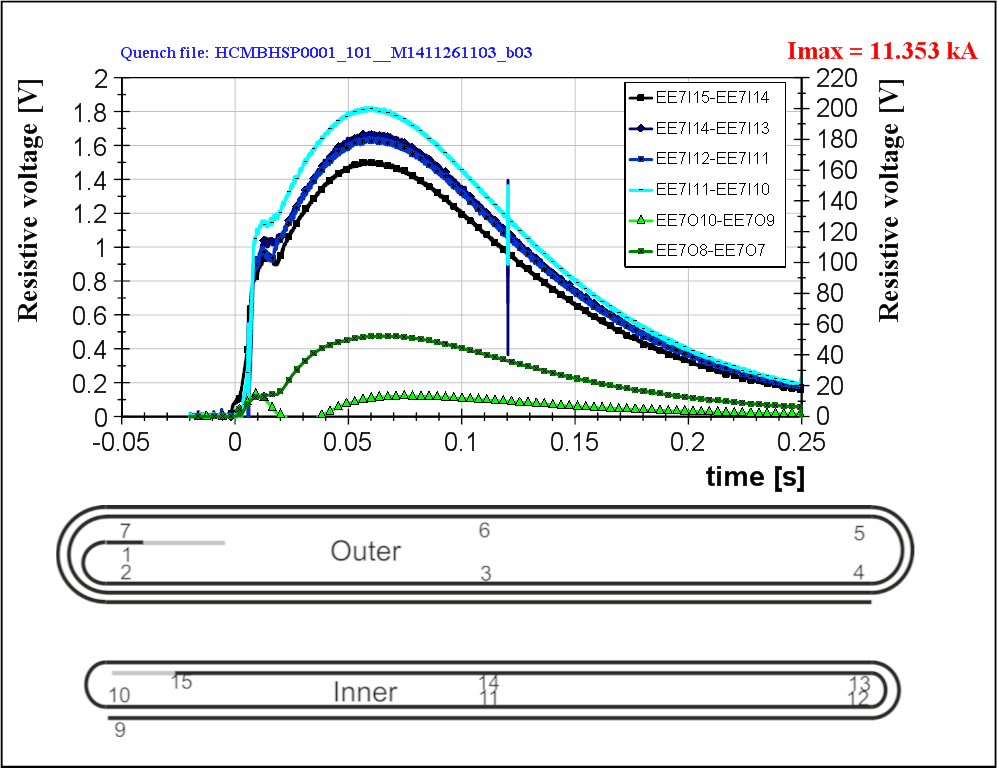 Quench file: HCMBHSP0001_101__M1411261103_b03
Imax = 11.353 kA
Resistive voltage [V]
2
1.8
1.6
1.4
1.2
1
0.8
0.6
0.4
0.2
0
220
200
180
160
140
120
100
80
60
40
20
0
Resistive voltage [V]
EE7I15-EE7I14
EE7I14-EE7I13
EE7I12-EE7I11
EE7I11-EE7I10
EE7O10-EE7O9
EE7O8-EE7O7
-0.05 0 0.05 0.1 0.15 0.2 0.25
time [s]
7 6 5
1 Outer
2 3 4
15 14 13
10 Inner 11 12
9